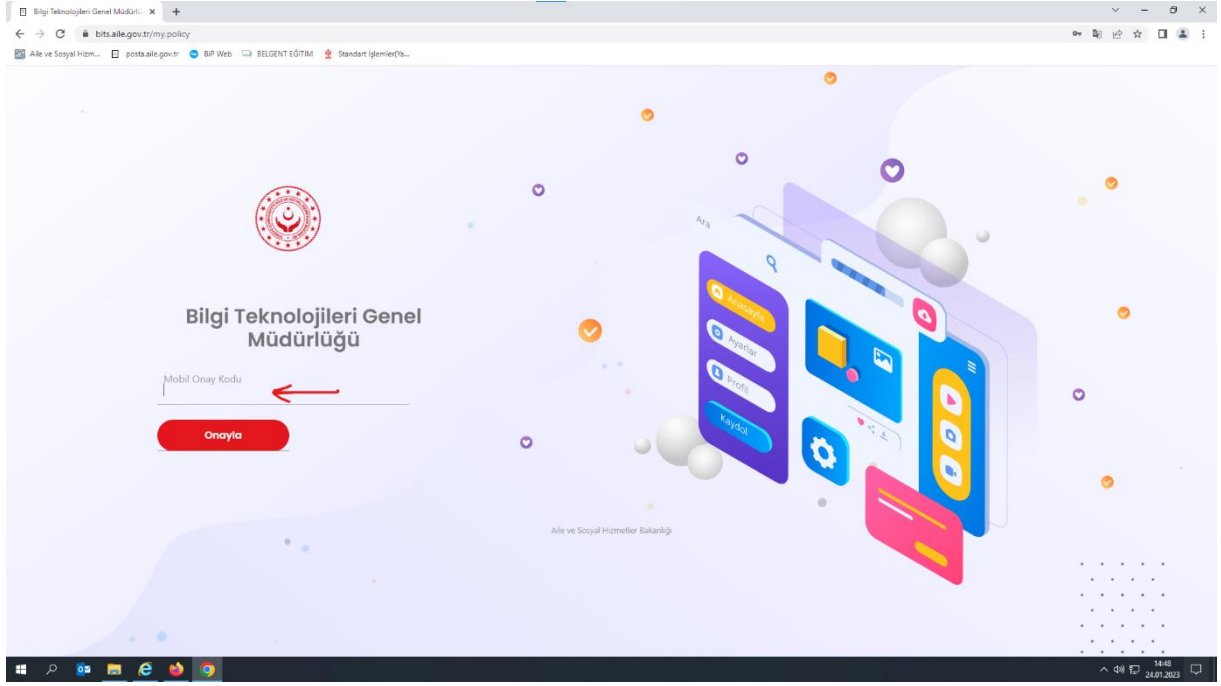 Bilgi Teknolojileri Genel Müdürlü
bits.aile.gov.tr/my.policy
Aile ve Sosyal Hizm...
posta.aile.gov.tr
BiP Web
BELGENT EĞİTİM
Standart İşlemler(Ya...
Bilgi Teknolojileri Genel
Müdürlüğü
Mobil Onay Kodu
Onayla
Ara
Anasayfa
Ayarlar
Profil
Kaydol
Aile ve Sosyal Hizmetler Bakanlığı
14:48
24.01.2023